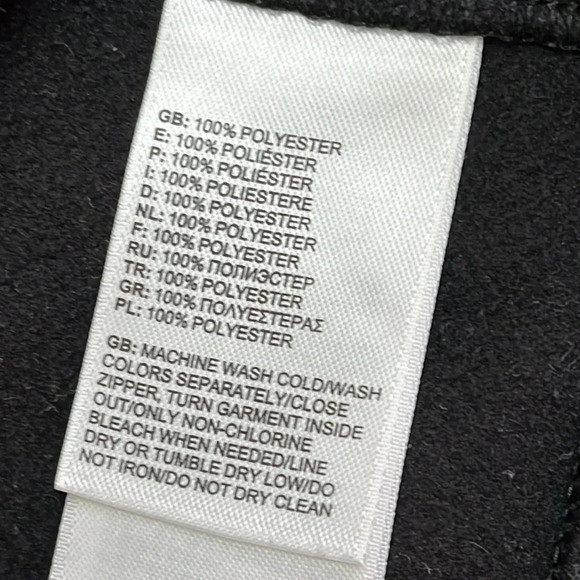 GB: 100% POLYESTER
E: 100% POLIÉSTER
P: 100% POLIÉSTER
I: 100% POLIESTERE
D: 100% POLYESTER
NL: 100% POLYESTER
F: 100% POLYESTER
RU: 100% ПОЛИЭСТЕР
TR: 100% POLYESTER
GR: 100% ΠΟΛΥΕΣΤΕΡΑΣ
PL: 100% POLYESTER
GB: MACHINE WASH COLD/WASH
COLORS SEPARATELY/CLOSE
ZIPPER, TURN GARMENT INSIDE
OUT/ONLY NON-CHLORINE
BLEACH WHEN NEEDED/LINE
DRY OR TUMBLE DRY LOW/DO
NOT IRON/DO NOT DRY CLEAN